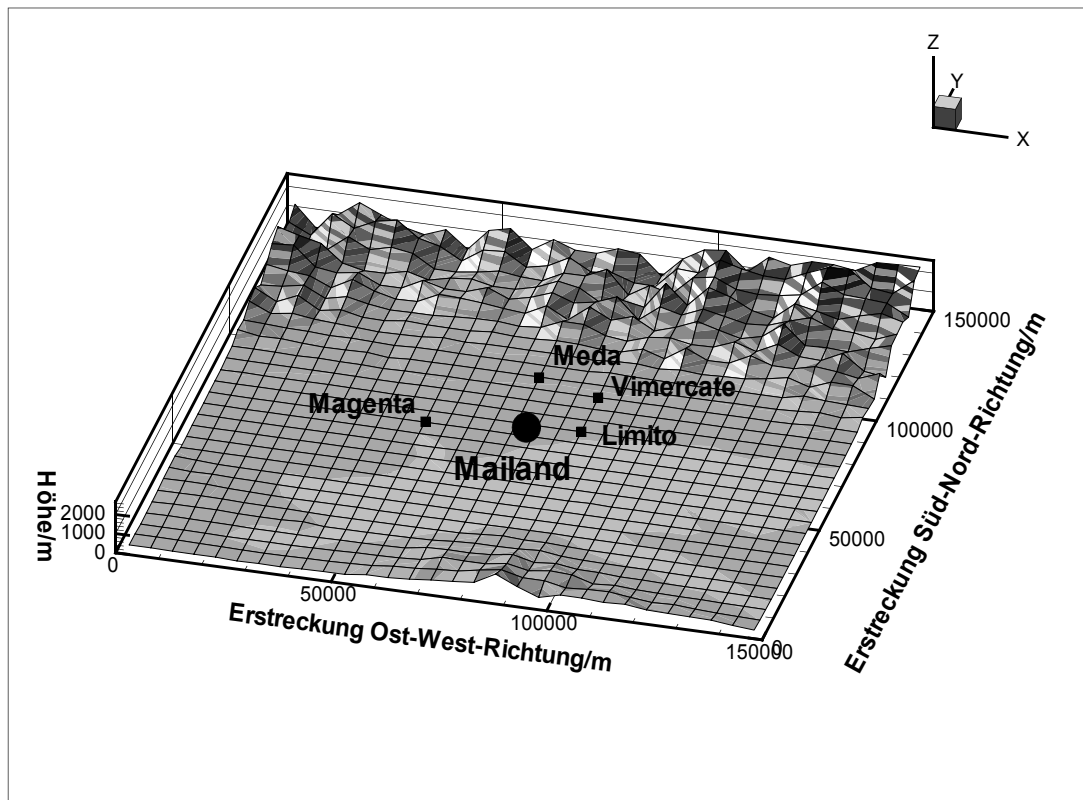 Z
Y
X
150000
Meda
Vimercate
Magenta
Limito
Mailand
100000
50000
Erstreckung Süd-Nord-Richtung/m
Höhe/m
2000
1000
0
0
50000
100000
150000
0
Erstreckung Ost-West-Richtung/m